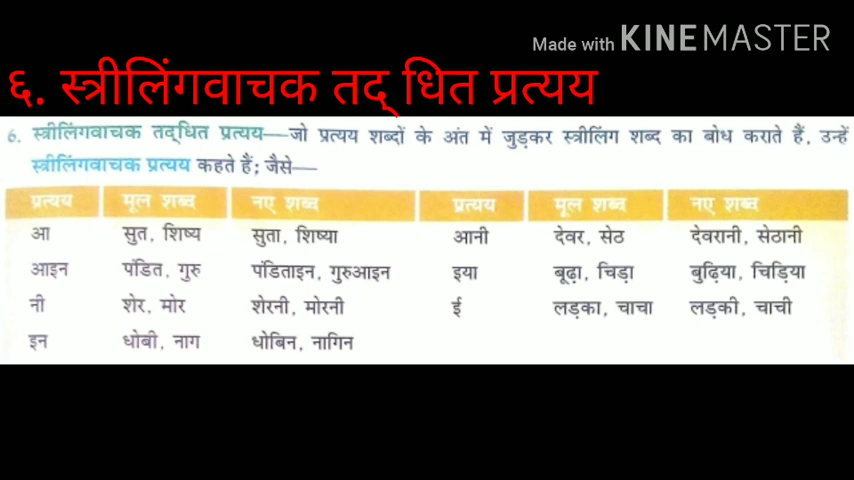 Made with KINEMASTER
६. स्त्रीलिंगवाचक तद् धित प्रत्यय
6. स्त्रीलिंगवाचक तद्धित प्रत्यय—जो प्रत्यय शब्दों के अंत में जुड़कर स्त्रीलिंग शब्द का बोध कराते हैं, उन्हें
स्त्रीलिंगवाचक प्रत्यय कहते हैं; जैसे—
प्रत्यय मूल शब्द नए शब्द प्रत्यय मूल शब्द नए शब्द
आ सुत, शिष्य सुता, शिष्या आनी देवर, सेठ देवरानी, सेठानी
आइन पंडित, गुरु पंडिताइन, गुरुआइन इया बूढ़ा, चिड़ा बुढ़िया, चिड़िया
नी शेर, मोर शेरनी, मोरनी ई लड़का, चाचा लड़की, चाची
इन धोबी, नाग धोबिन, नागिन